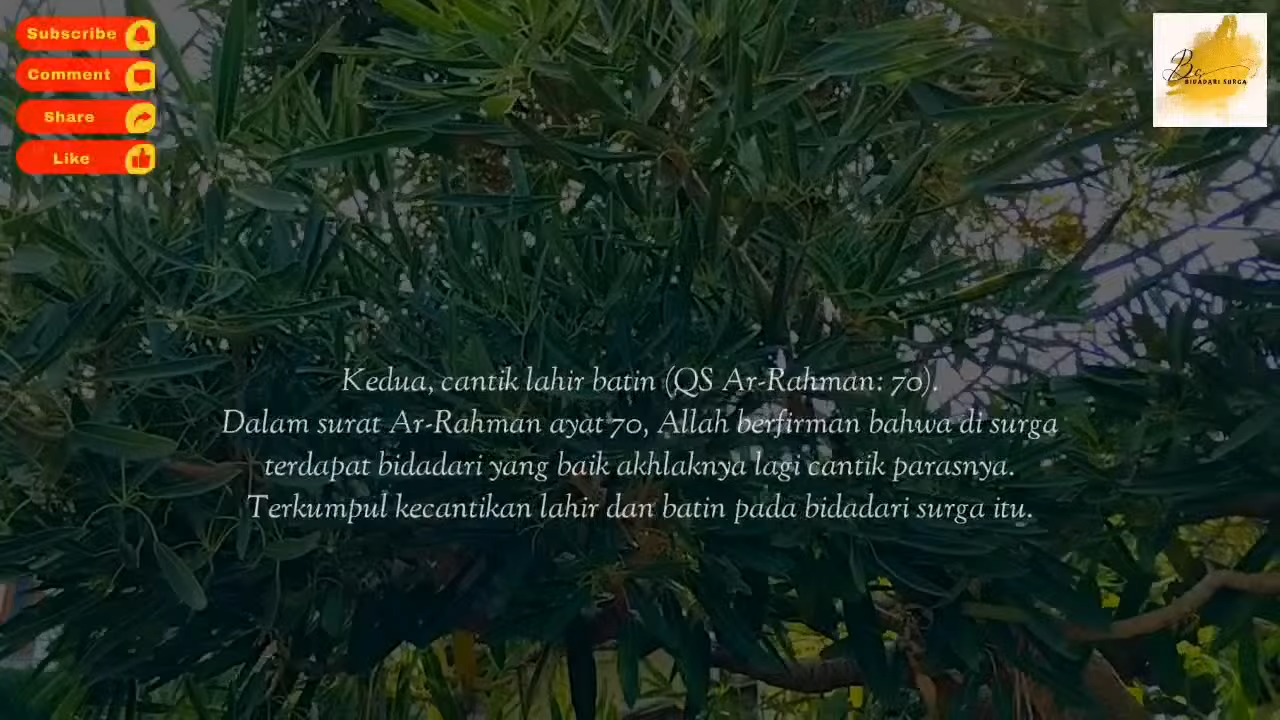 Subscribe
Comment
Share
Like
Bs
BIDADARI SURGA
Kedua, cantik lahir batin (QS Ar-Rahman: 70).
Dalam surat Ar-Rahman ayat 70, Allah berfirman bahwa di surga
terdapat bidadari yang baik akhlaknya lagi cantik parasnya.
Terkumpul kecantikan lahir dan batin pada bidadari surga itu.